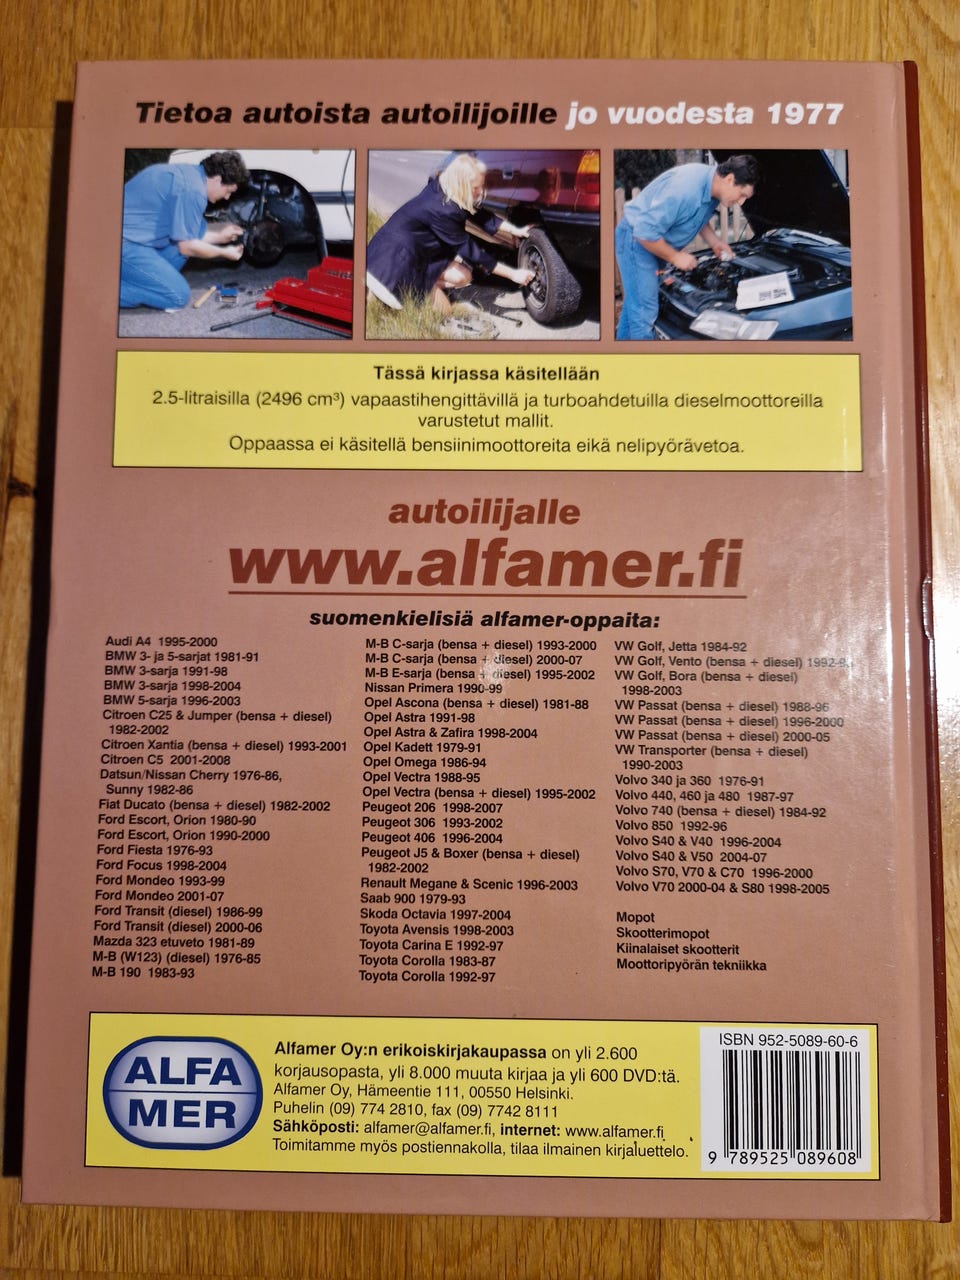 Tietoa autoista autoilijoille jo vuodesta 1977
Tässä kirjassa käsitellään
2.5-litraisilla (2496 cm³) vapaastihengittävillä ja turboahdetuilla dieselmoottoreilla
varustetut mallit.
Oppaassa ei käsitellä bensiinimoottoreita eikä nelipyörävetoa.
autoilijalle
www.alfamer.fi
suomenkielisiä alfamer-oppaita:
Audi A4 1995-2000
BMW 3- ja 5-sarjat 1981-91
BMW 3-sarja 1991-98
BMW 3-sarja 1998-2004
BMW 5-sarja 1996-2003
Citroen C25 & Jumper (bensa + diesel)
1982-2002
Citroen Xantia (bensa + diesel) 1993-2001
Citroen C5 2001-2008
Datsun/Nissan Cherry 1976-86,
Sunny 1982-86
Fiat Ducato (bensa + diesel) 1982-2002
Ford Escort, Orion 1980-90
Ford Escort, Orion 1990-2000
Ford Fiesta 1976-93
Ford Focus 1998-2004
Ford Mondeo 1993-99
Ford Mondeo 2001-07
Ford Transit (diesel) 1986-99
Ford Transit (diesel) 2000-06
Mazda 323 etuveto 1981-89
M-B (W123) (diesel) 1976-85
M-B 190 1983-93
M-B C-sarja (bensa + diesel) 1993-2000
M-B C-sarja (bensa + diesel) 2000-07
M-B E-sarja (bensa + diesel) 1995-2002
Nissan Primera 1990-99
Opel Ascona (bensa + diesel) 1981-88
Opel Astra 1991-98
Opel Astra & Zafira 1998-2004
Opel Kadett 1979-91
Opel Omega 1986-94
Opel Vectra 1988-95
Opel Vectra (bensa + diesel) 1995-2002
Peugeot 206 1998-2007
Peugeot 306 1993-2002
Peugeot 406 1996-2004
Peugeot J5 & Boxer (bensa + diesel)
1982-2002
Renault Megane & Scenic 1996-2003
Saab 900 1979-93
Skoda Octavia 1997-2004
Toyota Avensis 1998-2003
Toyota Carina E 1992-97
Toyota Corolla 1983-87
Toyota Corolla 1992-97
VW Golf, Jetta 1984-92
VW Golf, Vento (bensa + diesel)
VW Golf, Bora (bensa + diesel)
1998-2003
VW Passat (bensa + diesel) 1988-96
VW Passat (bensa + diesel) 1996-2000
VW Passat (bensa + diesel) 2000-05
VW Transporter (bensa + diesel)
1990-2003
Volvo 340 ja 360 1976-91
Volvo 440, 460 ja 480 1987-97
Volvo 740 (bensa + diesel) 1984-92
Volvo 850 1992-96
Volvo S40 & V40 1996-2004
Volvo S40 & V50 2004-07
Volvo S70, V70 & C70 1996-2000
Volvo V70 2000-04 & S80 1998-2005
Mopot
Skootterimopot
Kiinalaiset skootterit
Moottoripyörän tekniikka
ALFA
MER
Alfamer Oy:n erikoiskirjakaupassa on yli 2.600
korjausopasta, yli 8.000 muuta kirjaa ja yli 600 DVD:tä.
Alfamer Oy, Hämeentie 111, 00550 Helsinki.
Puhelin (09) 774 2810, fax (09) 7742 8111
Sähköposti: alfamer@alfamer.fi, internet: www.alfamer.fi
Toimitamme myös postiennakolla, tilaa ilmainen kirjaluettelo.
ISBN 952-5089-60-6
9 789525 089608